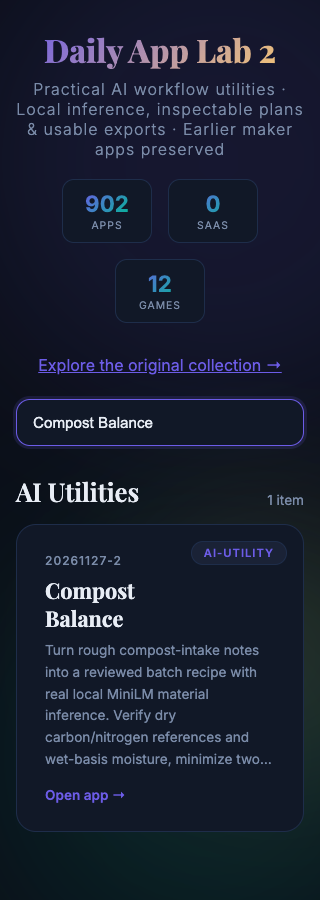 Daily App Lab 2
Practical AI workflow utilities ·
Local inference, inspectable plans
& usable exports · Earlier maker
apps preserved
902
APPS
0
SAAS
12
GAMES
Explore the original collection →
Compost Balance
AI Utilities
1 item
20261127-2
AI-UTILITY
Compost
Balance
Turn rough compost-intake notes
into a reviewed batch recipe with
real local MiniLM material
inference. Verify dry
carbon/nitrogen references and
wet-basis moisture, minimize two...
Open app →